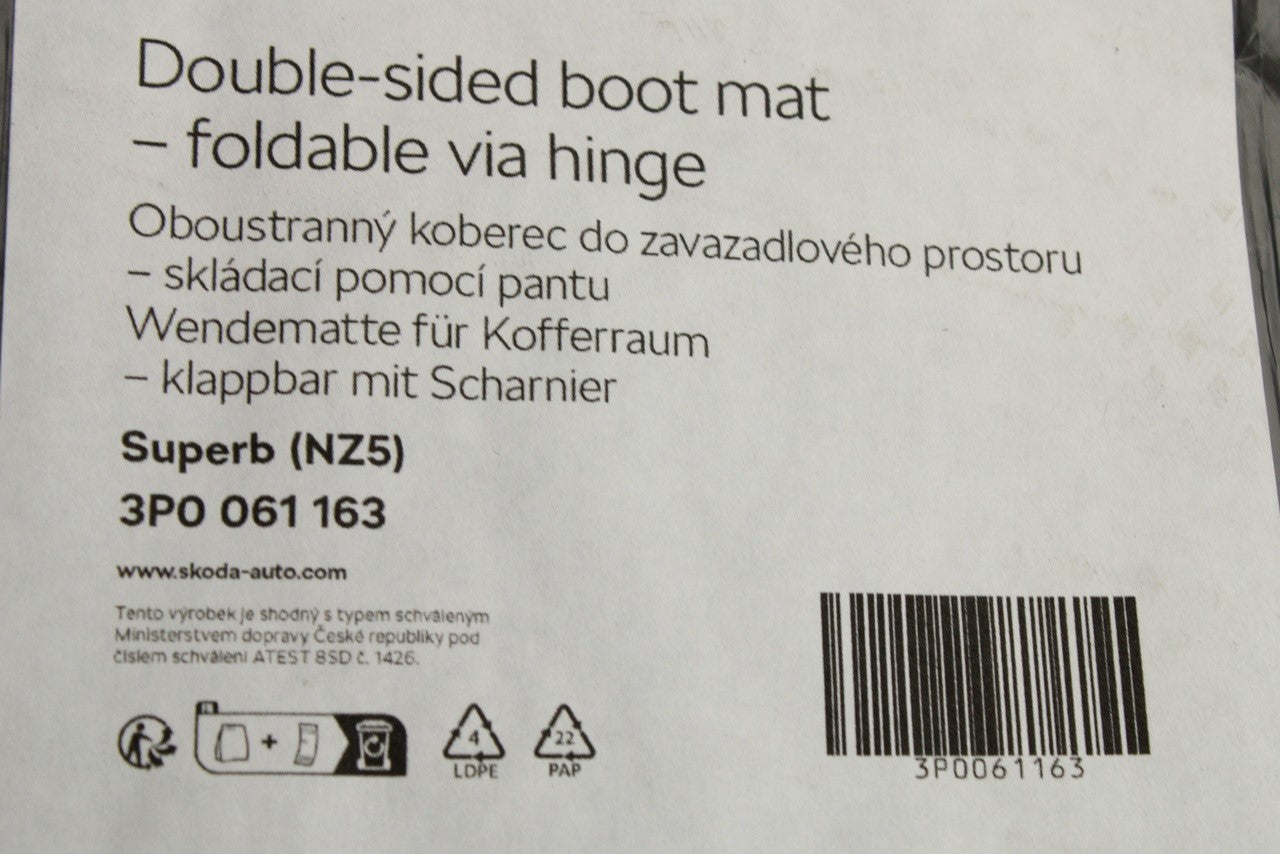 Double-sided boot mat
– foldable via hinge
Oboustranný koberec do zavazadlového prostoru
– skládací pomocí pantu
Wendematte für Kofferraum
– klappbar mit Scharnier
Superb (NZ5)
3P0 061 163
www.skoda-auto.com
Tento výrobek je shodný s typem schváleným
Ministerstvem dopravy České republiky pod
číslem schválení ATEST 8SD č. 1426.
+
4
LDPE
22
PAP
3P0061163